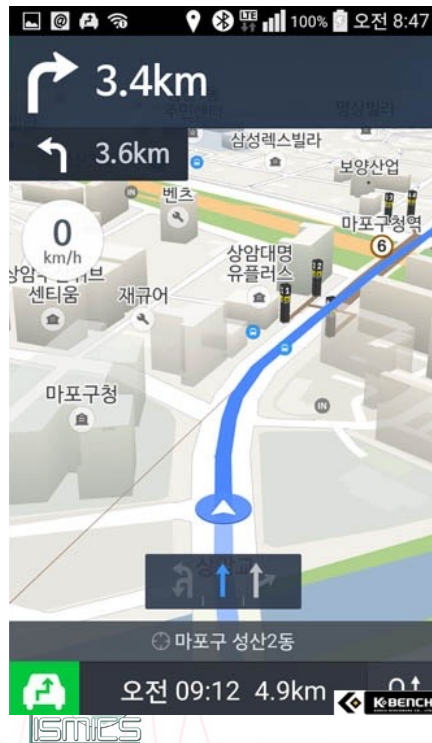 LTE 100% 오전 8:47
3.4km
3.6km
삼성렉스빌라
보양산업
IN
벤츠
마포구청역
6
0
km/h
상암대명
유플러스
센티움
재규어
마포구청
IN
마포구 성산2동
오전 09:12 4.9km
K-BENCH
ISMICS